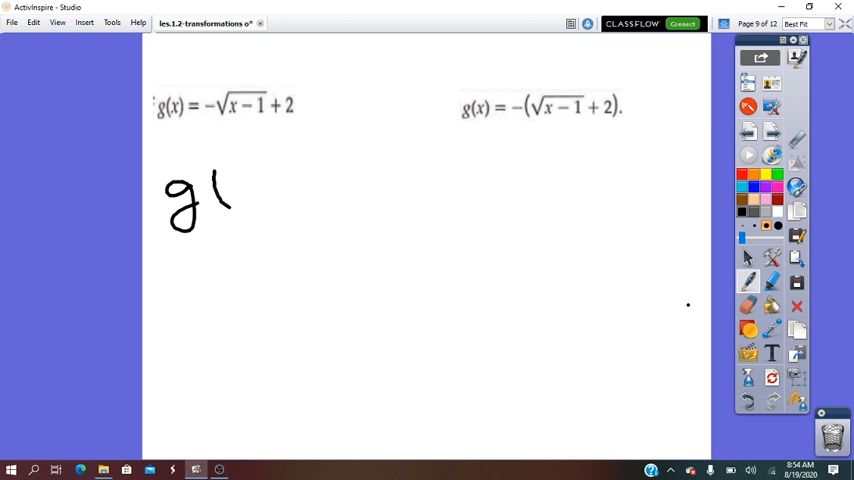 ActivInspire - Studio
File Edit View Insert Tools Help
les.1.2-transformations o*
CLASSFLOW Connect
Page 9 of 12
Best Fit
g(x) = −√x − 1 + 2
g(x) = −(√x − 1 + 2).
g(
T
8:54 AM
8/19/2020